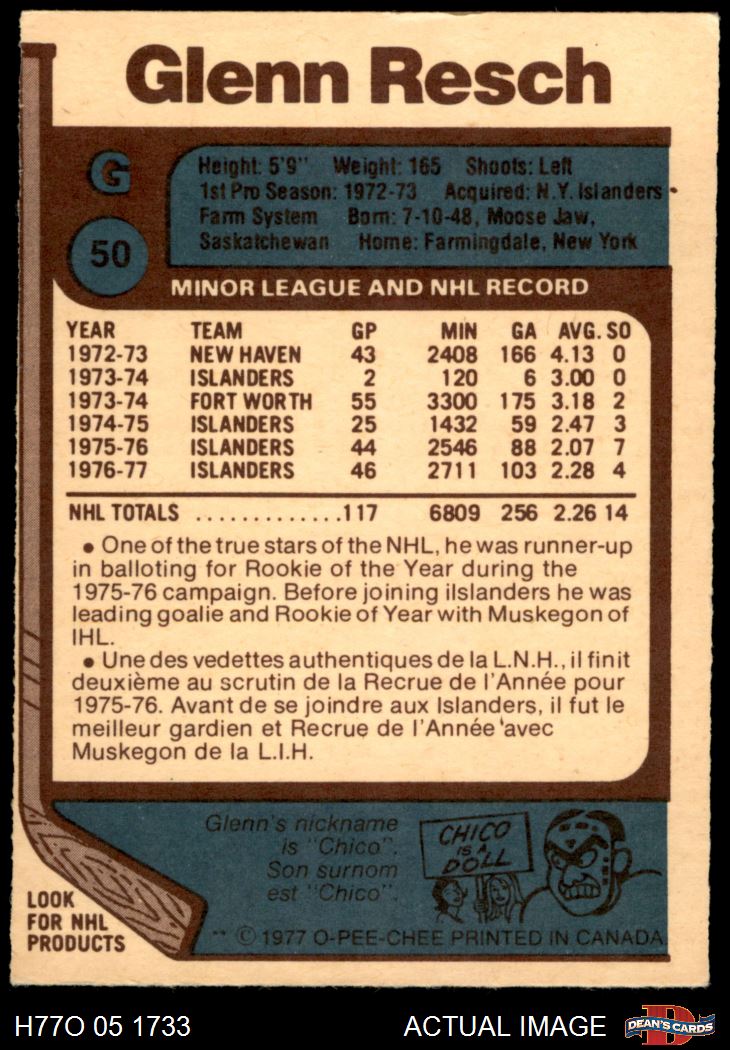 Glenn Resch
G
50
Height: 5'9" Weight: 165 Shoots: Left
1st Pro Season: 1972-73 Acquired: N.Y. Islanders
Farm System Born: 7-10-48, Moose Jaw,
Saskatchewan Home: Farmingdale, New York
MINOR LEAGUE AND NHL RECORD
YEAR TEAM GP MIN GA AVG. SO
1972-73 NEW HAVEN 43 2408 166 4.13 0
1973-74 ISLANDERS 2 120 6 3.00 0
1973-74 FORT WORTH 55 3300 175 3.18 2
1974-75 ISLANDERS 25 1432 59 2.47 3
1975-76 ISLANDERS 44 2546 88 2.07 7
1976-77 ISLANDERS 46 2711 103 2.28 4
NHL TOTALS .............117 6809 256 2.26 14
• One of the true stars of the NHL, he was runner-up
in balloting for Rookie of the Year during the
1975-76 campaign. Before joining ilslanders he was
leading goalie and Rookie of Year with Muskegon of
IHL.
• Une des vedettes authentiques de la L.N.H., il finit
deuxième au scrutin de la Recrue de l'Année pour
1975-76. Avant de se joindre aux Islanders, il fut le
meilleur gardien et Recrue de l'Année 'avec
Muskegon de la L.I.H.
Glenn's nickname
is "Chico".
Son surnom
est "Chico".
CHICO
IS A
DOLL
LOOK
FOR NHL
PRODUCTS
** © 1977 O-PEE-CHEE PRINTED IN CANADA
H77O 05 1733
ACTUAL IMAGE
D
DEAN'S CARDS